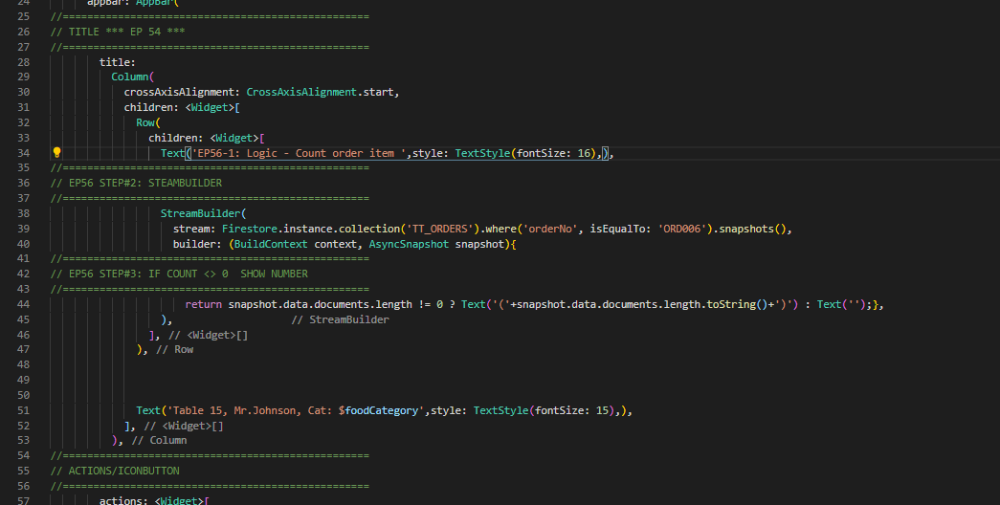 24 appBar: AppBar(
25 //==================================================
26 // TITLE *** EP 54 ***
27 //==================================================
28 title:
29 Column(
30 crossAxisAlignment: CrossAxisAlignment.start,
31 children: <Widget>[
32 Row(
33 children: <Widget>[
34 Text('EP56-1: Logic - Count order item ',style: TextStyle(fontSize: 16),),
35 //==================================================
36 // EP56 STEP#2: STEAMBUILDER
37 //==================================================
38 StreamBuilder(
39 stream: Firestore.instance.collection('TT_ORDERS').where('orderNo', isEqualTo: 'ORD006').snapshots(),
40 builder: (BuildContext context, AsyncSnapshot snapshot){
41 //==================================================
42 // EP56 STEP#3: IF COUNT <> 0  SHOW NUMBER
43 //==================================================
44 return snapshot.data.documents.length != 0 ? Text('('+snapshot.data.documents.length.toString()+')') : Text('');},
45 ), // StreamBuilder
46 ], // <Widget>[]
47 ), // Row
48
49
50
51 Text('Table 15, Mr.Johnson, Cat: $foodCategory',style: TextStyle(fontSize: 15),),
52 ], // <Widget>[]
53 ), // Column
54 //==================================================
55 // ACTIONS/ICONBUTTON
56 //==================================================
57 actions: <Widget>[